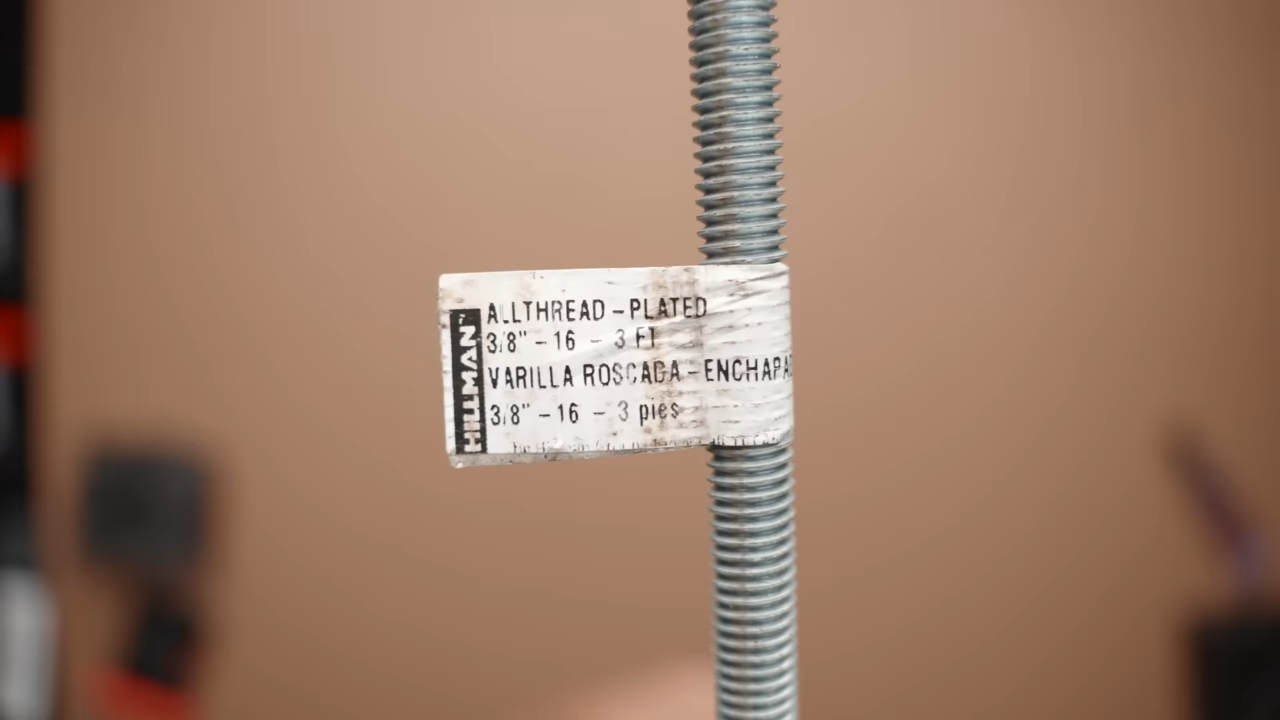 HILLMAN
ALLTHREAD - PLATED
3/8" - 16 - 3 FT
VARILLA ROSCADA - ENCHAPA
3/8" - 16 - 3 pies